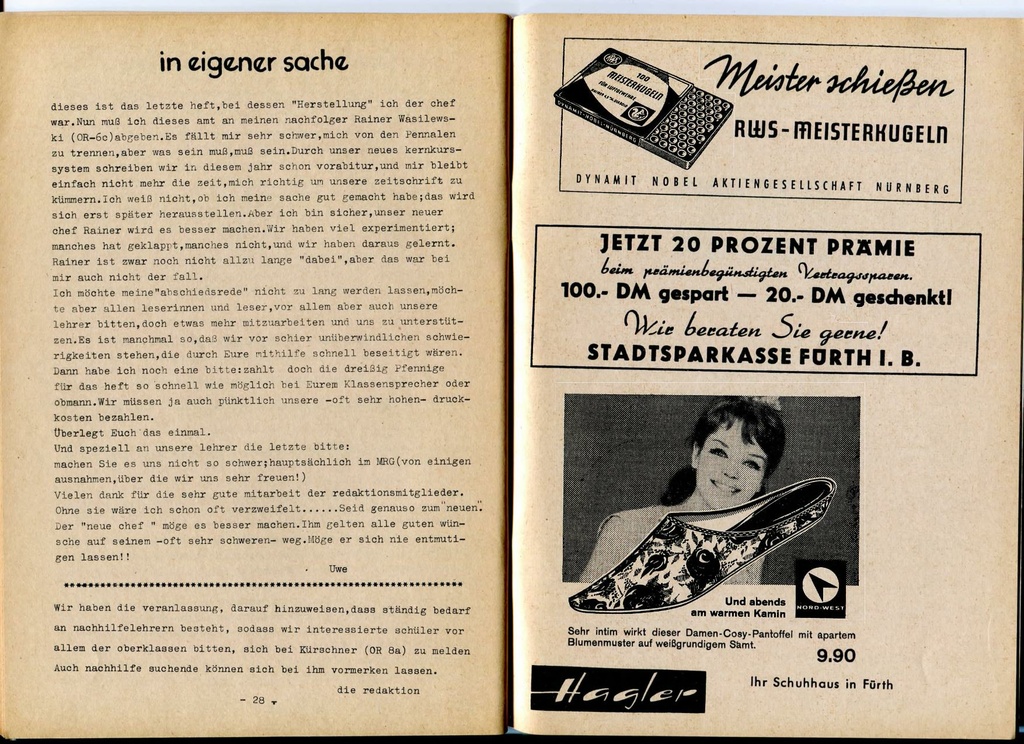 in eigener sache
dieses ist das letzte heft,bei dessen "Herstellung" ich der chef
war.Nun muß ich dieses amt an meinen nachfolger Rainer Wasilews-
ki (OR-6c)abgeben.Es fällt mir sehr schwer,mich von den Pennalen
zu trennen,aber was sein muß,muß sein.Durch unser neues kernkurs-
system schreiben wir in diesem jahr schon vorabitur,und mir bleibt
einfach nicht mehr die zeit,mich richtig um unsere zeitschrift zu
kümmern.Ich weiß nicht,ob ich meine sache gut gemacht habe;das wird
sich erst später herausstellen.Aber ich bin sicher,unser neuer
chef Rainer wird es besser machen.Wir haben viel experimentiert;
manches hat geklappt,manches nicht,und wir haben daraus gelernt.
Rainer ist zwar noch nicht allzu lange "dabei",aber das war bei
mir auch nicht der fall.
Ich möchte meine"abschiedsrede" nicht zu lang werden lassen,möch-
te aber allen leserinnen und leser,vor allem aber auch unsere
lehrer bitten,doch etwas mehr mitzuarbeiten und uns zu unterstüt-
zen.Es ist manchmal so,daß wir vor schier unüberwindlichen schwie-
rigkeiten stehen,die durch Eure mithilfe schnell beseitigt wären.
Dann habe ich noch eine bitte:zahlt doch die dreißig Pfennige
für das heft so schnell wie möglich bei Eurem Klassensprecher oder
obmann.Wir müssen ja auch pünktlich unsere -oft sehr hohen- druck-
kosten bezahlen.
Überlegt Euch das einmal.
Und speziell an unsere lehrer die letzte bitte:
machen Sie es uns nicht so schwer;hauptsächlich im MRG(von einigen
ausnahmen,über die wir uns sehr freuen!)
Vielen dank für die sehr gute mitarbeit der redaktionsmitglieder.
Ohne sie wäre ich schon oft verzweifelt......Seid genauso zum"neuen".
Der "neue chef " möge es besser machen.Ihm gelten alle guten wün-
sche auf seinem -oft sehr schweren- weg.Möge er sich nie entmuti-
gen lassen!!
Uwe
Wir haben die veranlassung, darauf hinzuweisen,dass ständig bedarf
an nachhilfelehrern besteht, sodass wir interessierte schüler vor
allem der oberklassen bitten, sich bei Kürschner (OR 8a) zu melden
Auch nachhilfe suchende können sich bei ihm vormerken lassen.
die redaktion
- 28 -
RWS
100
MEISTERKUGELN
FÜR LUFTGEWEHRE
DYNAMIT-NOBEL-NÜRNBERG
Meister schießen
RWS-MEISTERKUGELN
DYNAMIT NOBEL AKTIENGESELLSCHAFT NÜRNBERG
JETZT 20 PROZENT PRÄMIE
beim prämienbegünstigten Vertragssparen.
100.- DM gespart — 20.- DM geschenkt!
Wir beraten Sie gerne!
STADTSPARKASSE FÜRTH I. B.
NORD-WEST
Und abends
am warmen Kamin
Sehr intim wirkt dieser Damen-Cosy-Pantoffel mit apartem
Blumenmuster auf weißgrundigem Samt.
9.90
Hagler
Ihr Schuhhaus in Fürth